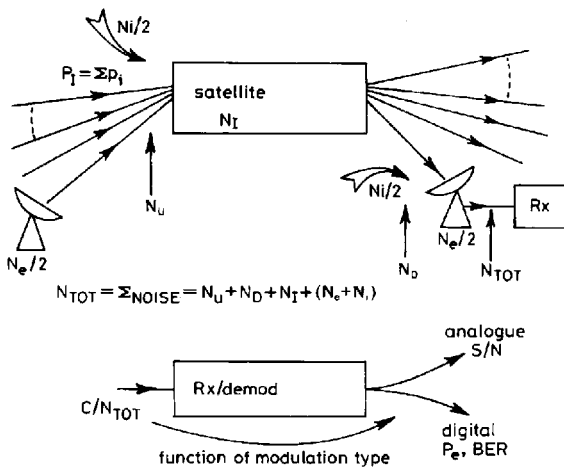 Ni/2
P_I = Σp_i
satellite
N_I
N_u
N_e/2
Ni/2
N_e/2
Rx
N_D
N_TOT
N_TOT = Σ_NOISE = N_u + N_D + N_I + (N_e + N_i)
analogue
S/N
Rx/demod
C/N_TOT
digital
P_e, BER
function of modulation type